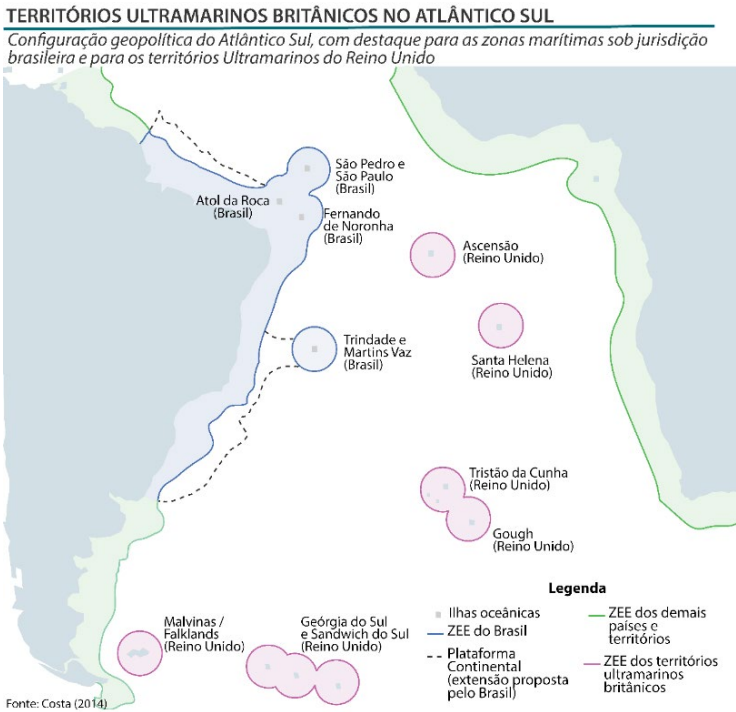 TERRITÓRIOS ULTRAMARINOS BRITÂNICOS NO ATLÂNTICO SUL
Configuração geopolítica do Atlântico Sul, com destaque para as zonas marítimas sob jurisdição
brasileira e para os territórios Ultramarinos do Reino Unido
São Pedro e
São Paulo
(Brasil)
Atol da Roca
(Brasil)
Fernando
de Noronha
(Brasil)
Ascensão
(Reino Unido)
Trindade e
Martins Vaz
(Brasil)
Santa Helena
(Reino Unido)
Tristão da Cunha
(Reino Unido)
Gough
(Reino Unido)
Malvinas /
Falklands
(Reino Unido)
Geórgia do Sul
e Sandwich do Sul
(Reino Unido)
Legenda
Ilhas oceânicas
ZEE do Brasil
Plataforma
Continental
(extensão proposta
pelo Brasil)
ZEE dos demais
países e
territórios
ZEE dos territórios
ultramarinos
britânicos
Fonte: Costa (2014)